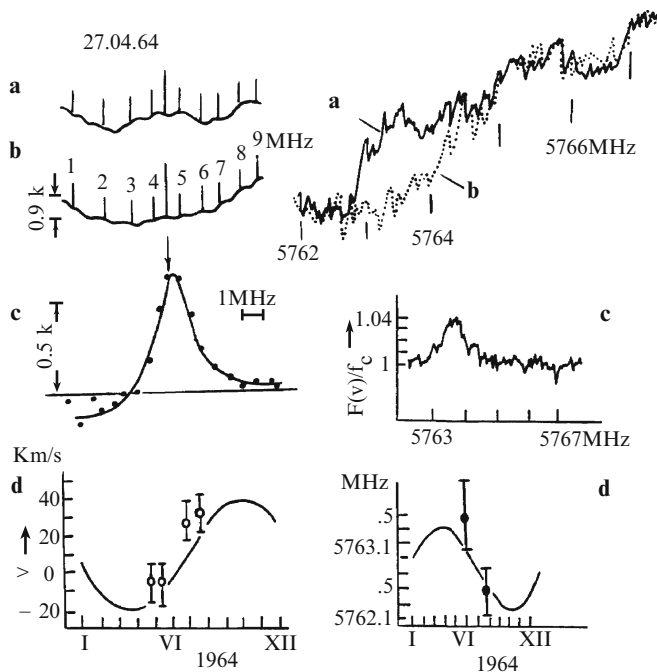 27.04.64
a
b
1 2 3 4 5 6 7 8 9 MHz
0.9 k
c
0.5 k
1MHz
Km/s
d
40
20
0
– 20
V
I VI XII
1964
a
b
5766MHz
5762 5764
c
1.04
1
F(ν)/f_c
5763 5767MHz
MHz
d
.5
5763.1
.5
5762.1
I VI XII
1964